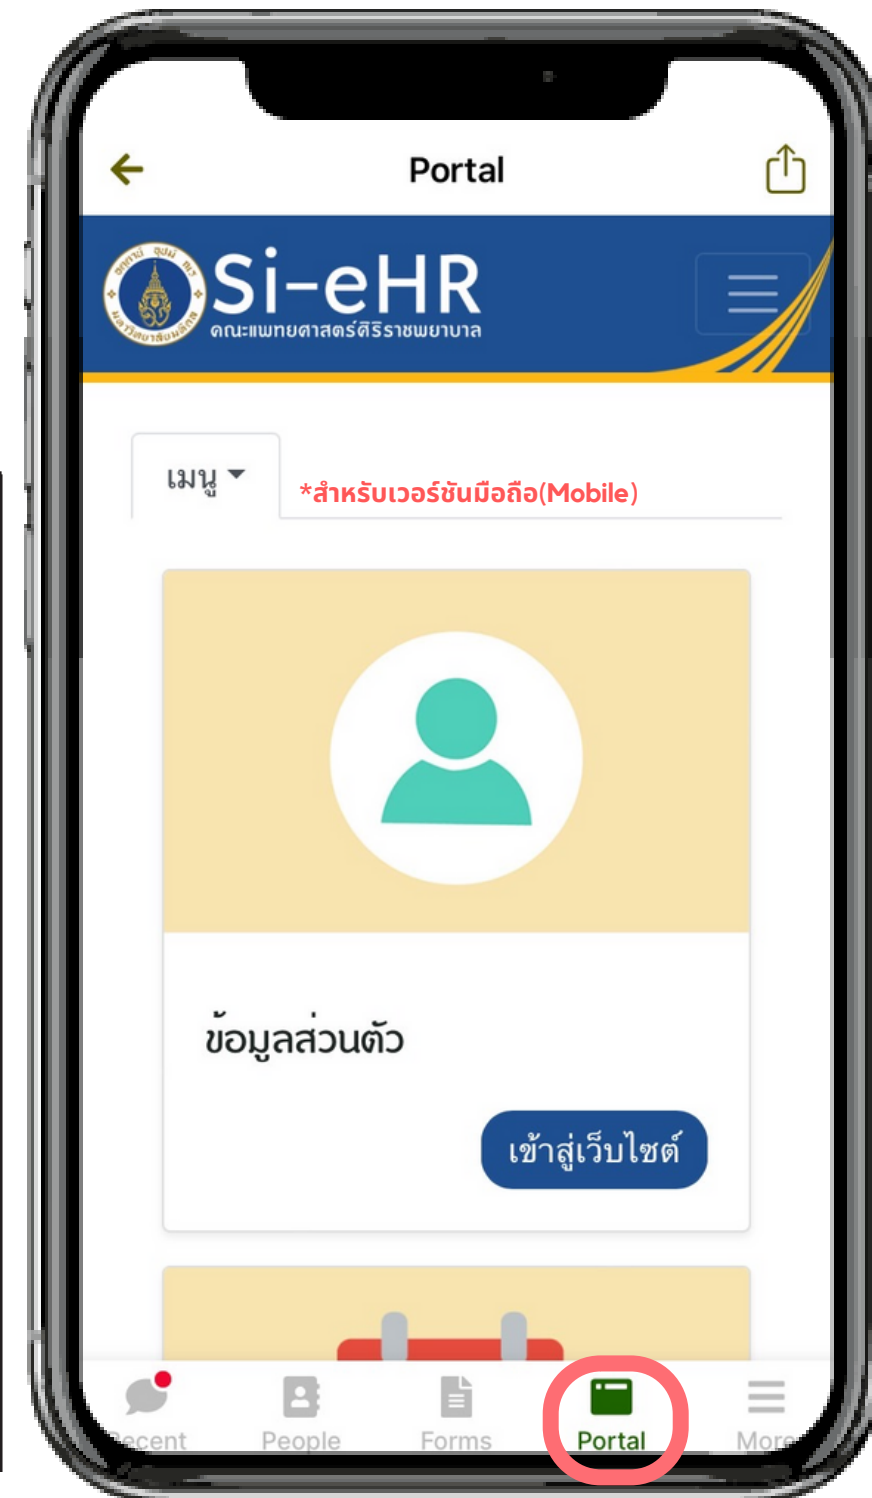 Portal
Si-eHR
คณะแพทยศาสตร์ศิริราชพยาบาล
เมนู
*สำหรับเวอร์ชันมือถือ(Mobile)
ข้อมูลส่วนตัว
เข้าสู่เว็บไซต์
Recent People Forms Portal More